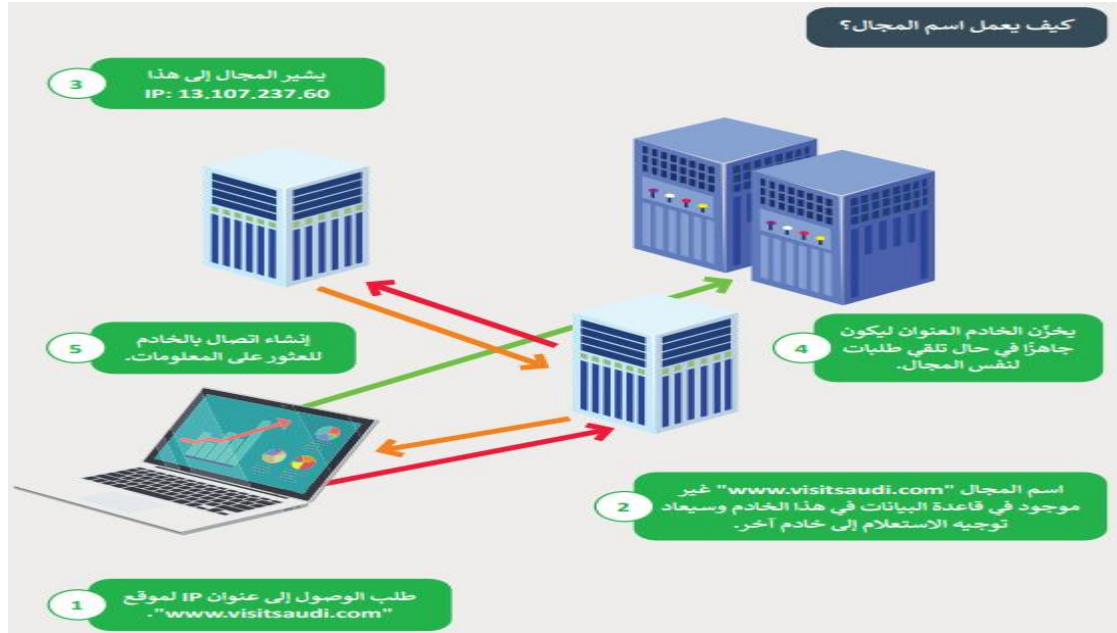 كيف يعمل اسم المجال؟
3
يشير المجال إلى هذا
IP: 13.107.237.60
5
إنشاء اتصال بالخادم
للعثور على المعلومات.
4
يخزّن الخادم العنوان ليكون
جاهزًا في حال تلقي طلبات
لنفس المجال.
2
اسم المجال "www.visitsaudi.com" غير
موجود في قاعدة البيانات في هذا الخادم وسيعاد
توجيه الاستعلام إلى خادم آخر.
1
طلب الوصول إلى عنوان IP لموقع
"www.visitsaudi.com".